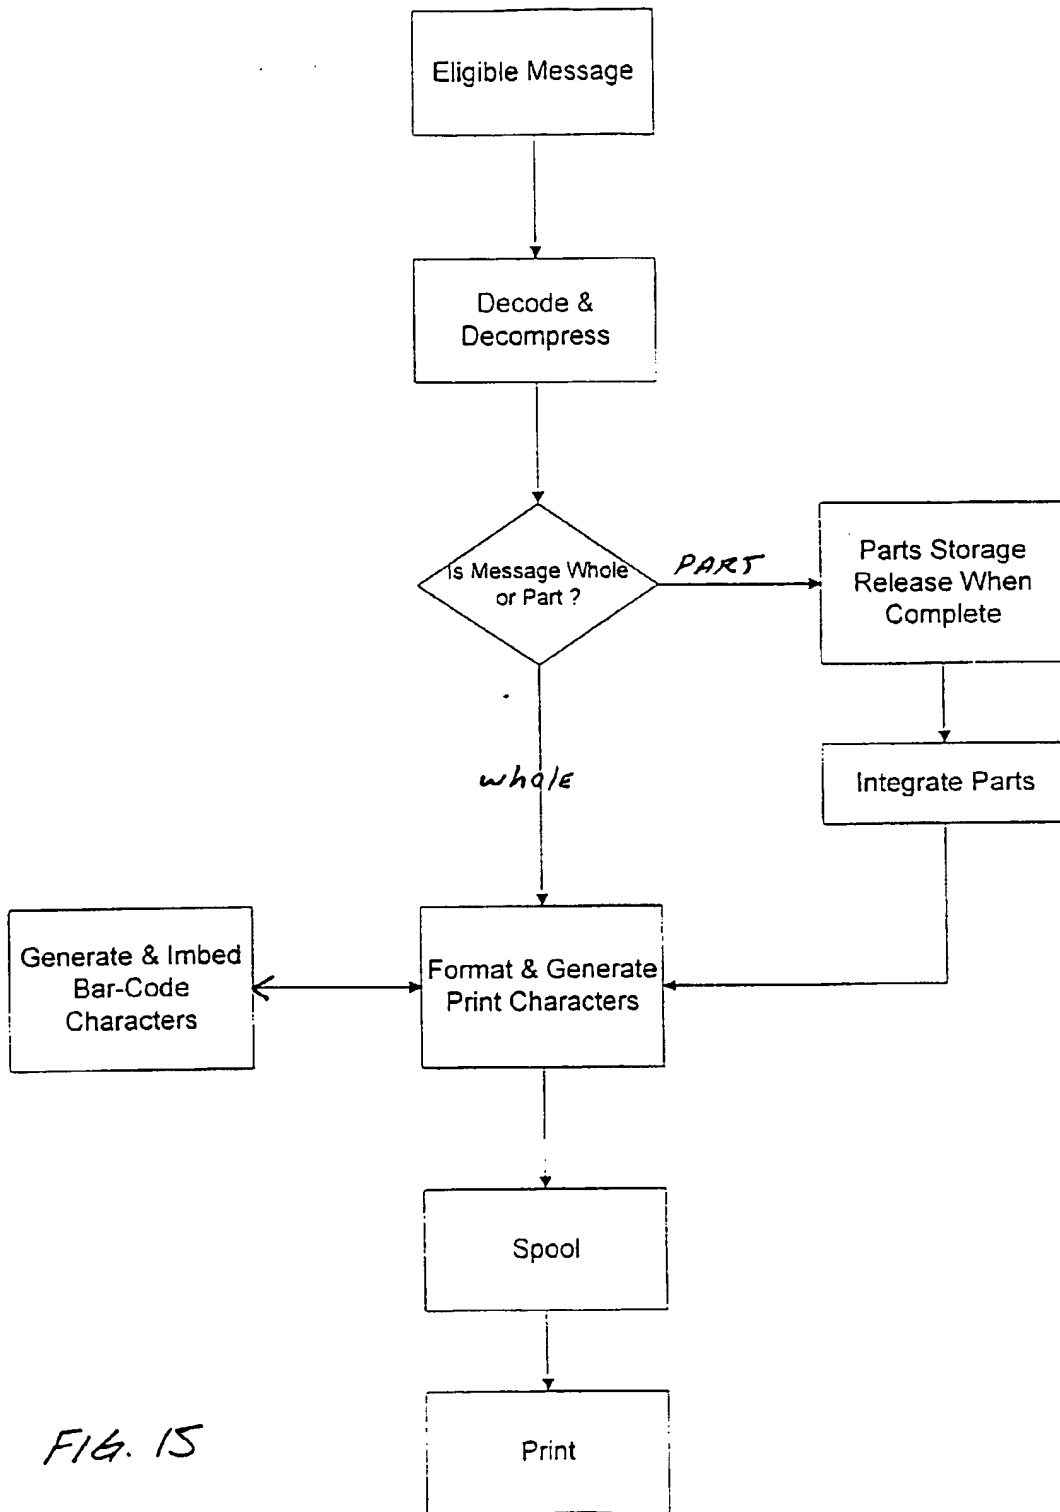 Eligible Message
Decode &
Decompress
Is Message Whole
or Part ?
PART
Parts Storage
Release When
Complete
whole
Integrate Parts
Generate & Imbed
Bar-Code
Characters
Format & Generate
Print Characters
Spool
Print
FIG. 15